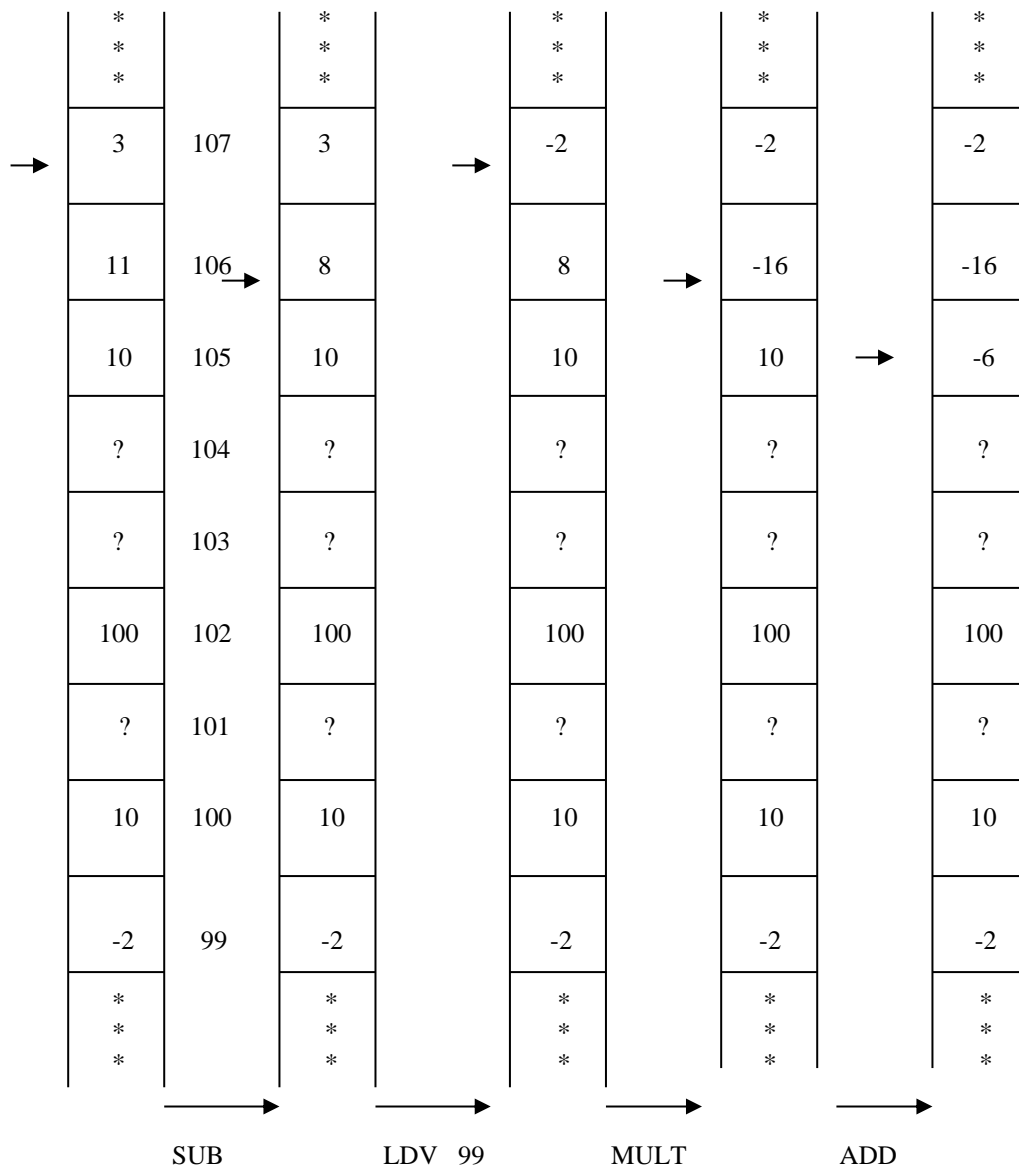 * * * * *
* * * * *
* * * * *
3 107 3 -2 -2 -2
11 106 8 8 -16 -16
10 105 10 10 10 -6
? 104 ? ? ? ?
? 103 ? ? ? ?
100 102 100 100 100 100
? 101 ? ? ? ?
10 100 10 10 10 10
-2 99 -2 -2 -2 -2
* * * * *
* * * * *
* * * * *
SUB LDV 99 MULT ADD